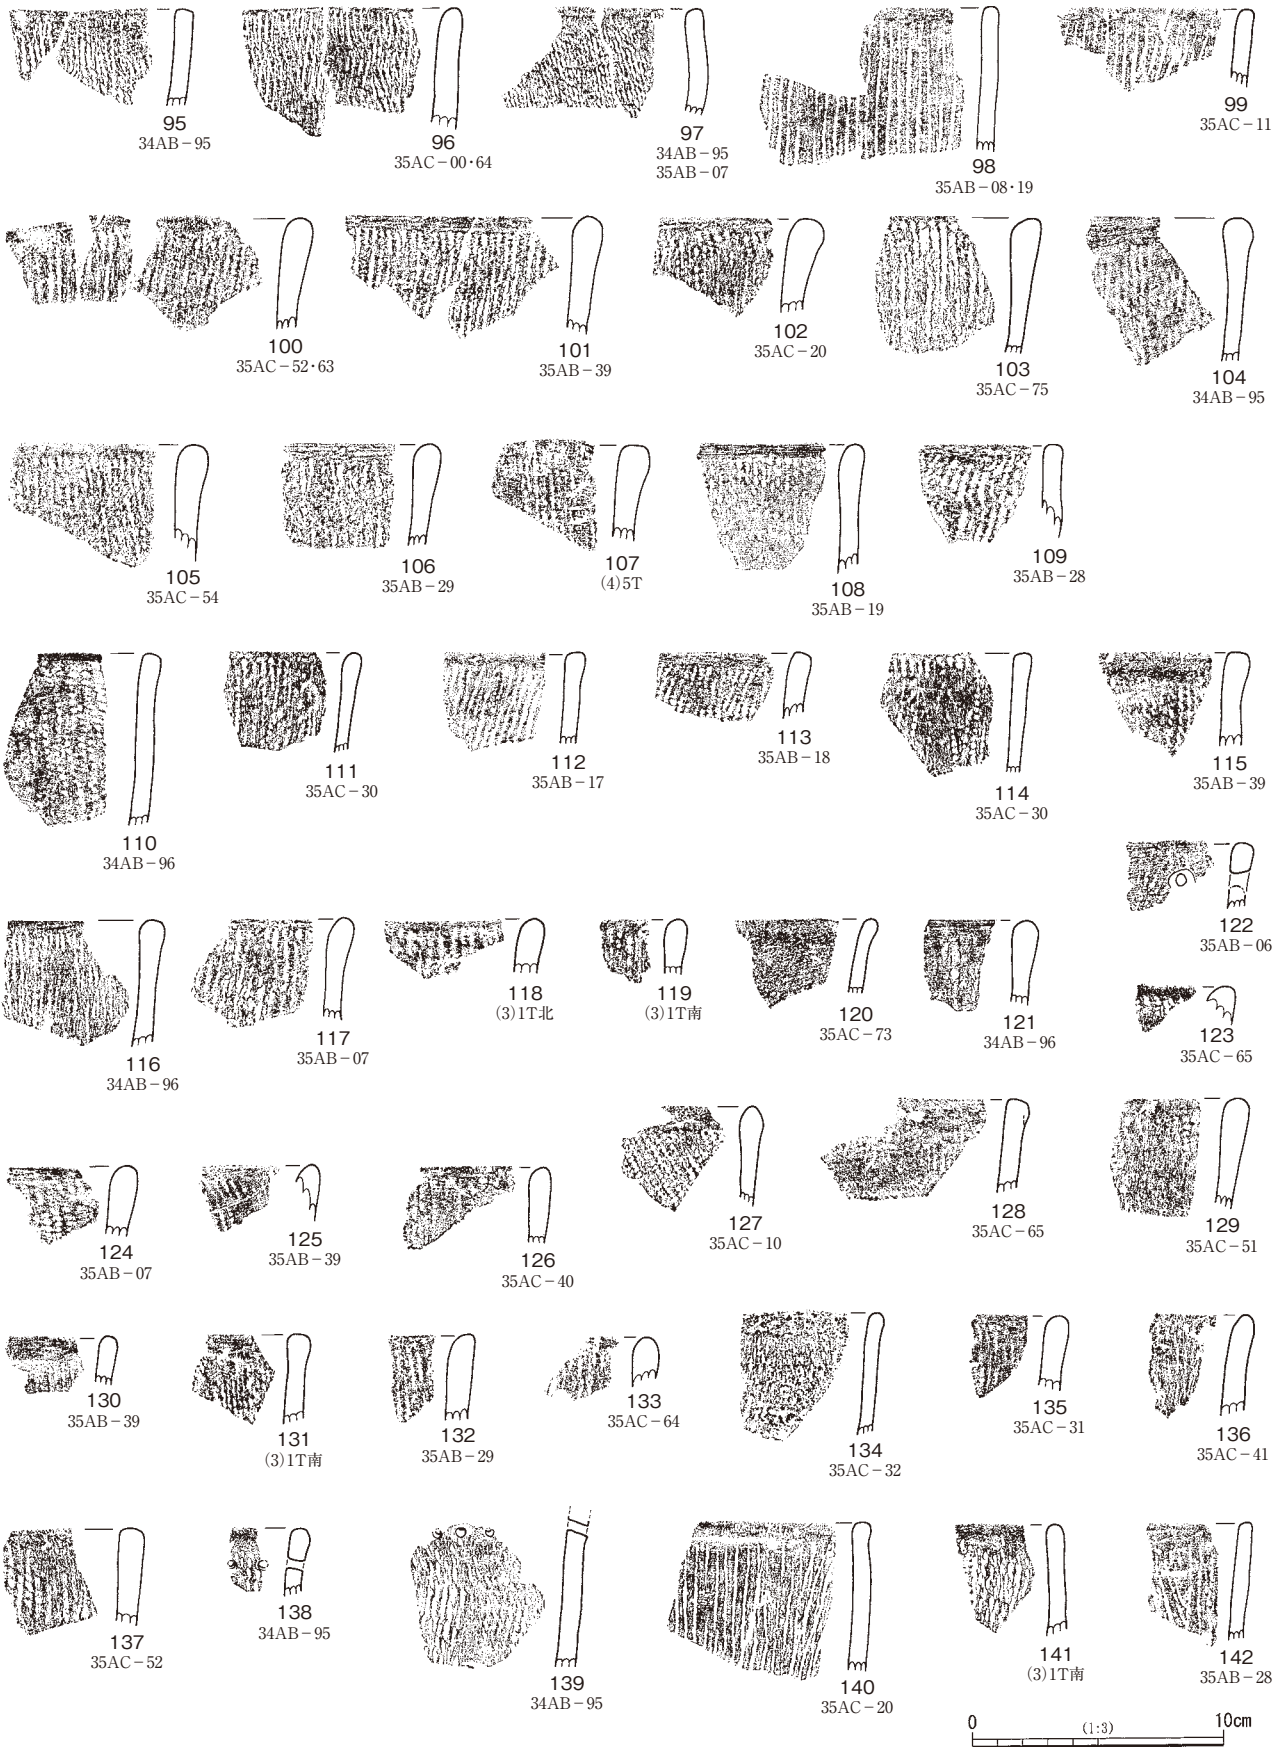 95
34AB－95
96
35AC－00・64
97
34AB－95
35AB－07
98
35AB－08・19
99
35AC－11
100
35AC－52・63
101
35AB－39
102
35AC－20
103
35AC－75
104
34AB－95
105
35AC－54
106
35AB－29
107
(4)5T
108
35AB－19
109
35AB－28
110
34AB－96
111
35AC－30
112
35AB－17
113
35AB－18
114
35AC－30
115
35AB－39
116
34AB－96
117
35AB－07
118
(3)1T北
119
(3)1T南
120
35AC－73
121
34AB－96
122
35AB－06
123
35AC－65
124
35AB－07
125
35AB－39
126
35AC－40
127
35AC－10
128
35AC－65
129
35AC－51
130
35AB－39
131
(3)1T南
132
35AB－29
133
35AC－64
134
35AC－32
135
35AC－31
136
35AC－41
137
35AC－52
138
34AB－95
139
34AB－95
140
35AC－20
141
(3)1T南
142
35AB－28
0 (1:3) 10cm